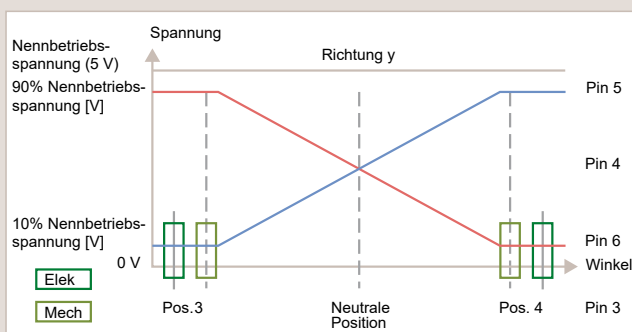 Spannung
Nennbetriebs-
spannung (5 V)
Richtung y
90% Nennbetriebs-
spannung [V]
Pin 5
Pin 4
10% Nennbetriebs-
spannung [V]
Pin 6
0 V
Winkel
Elek
Mech
Pos.3
Neutrale
Position
Pos. 4
Pin 3